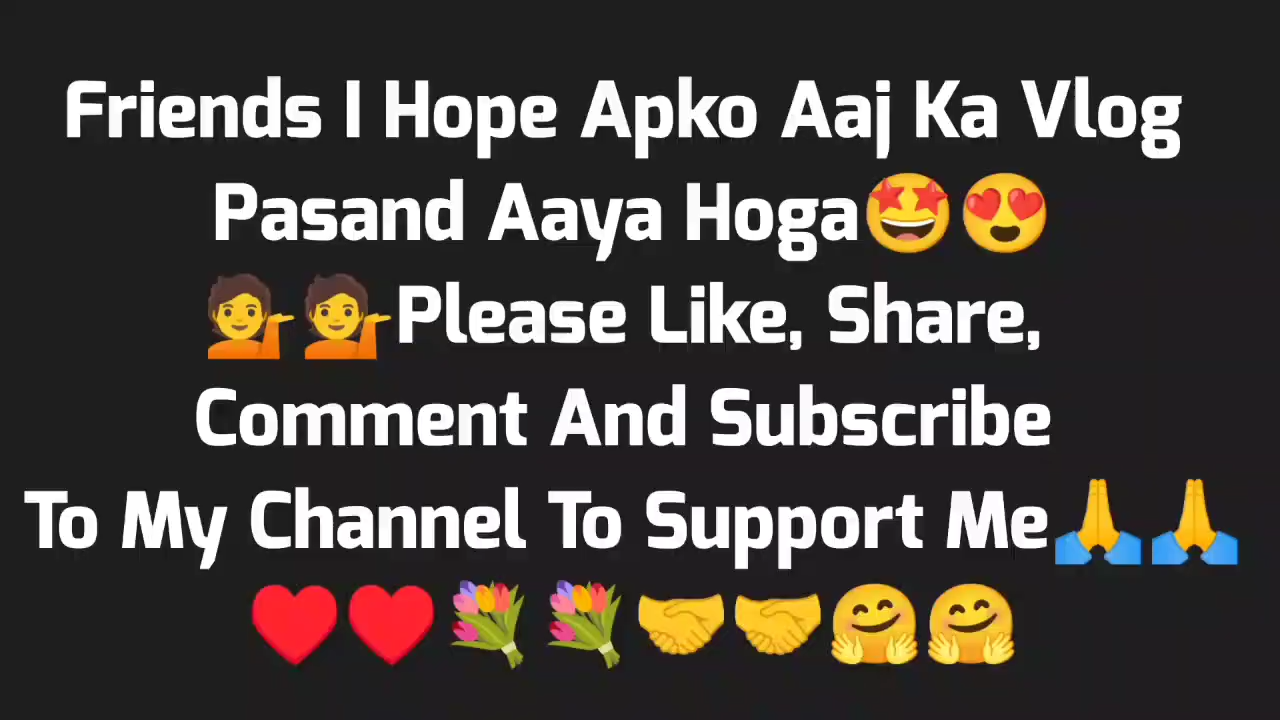 Friends I Hope Apko Aaj Ka Vlog
Pasand Aaya Hoga🤩😍
💁💁Please Like, Share,
Comment And Subscribe
To My Channel To Support Me🙏🙏
♥️♥️💐💐🤝🤝🤗🤗